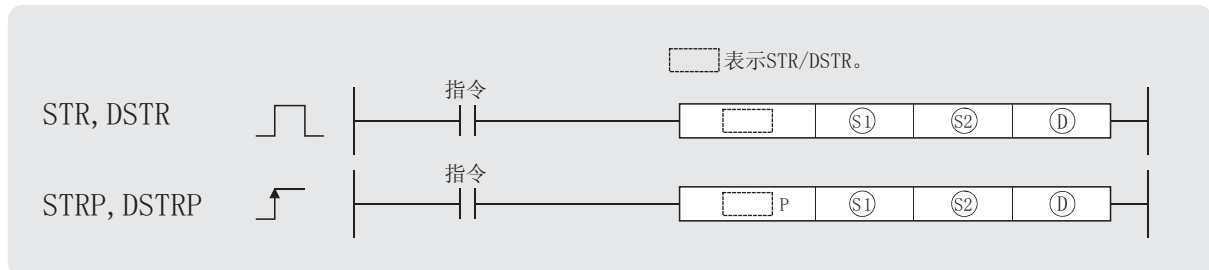 表示STR/DSTR。
指令
STR, DSTR S1 S2 D
指令
STRP, DSTRP P S1 S2 D